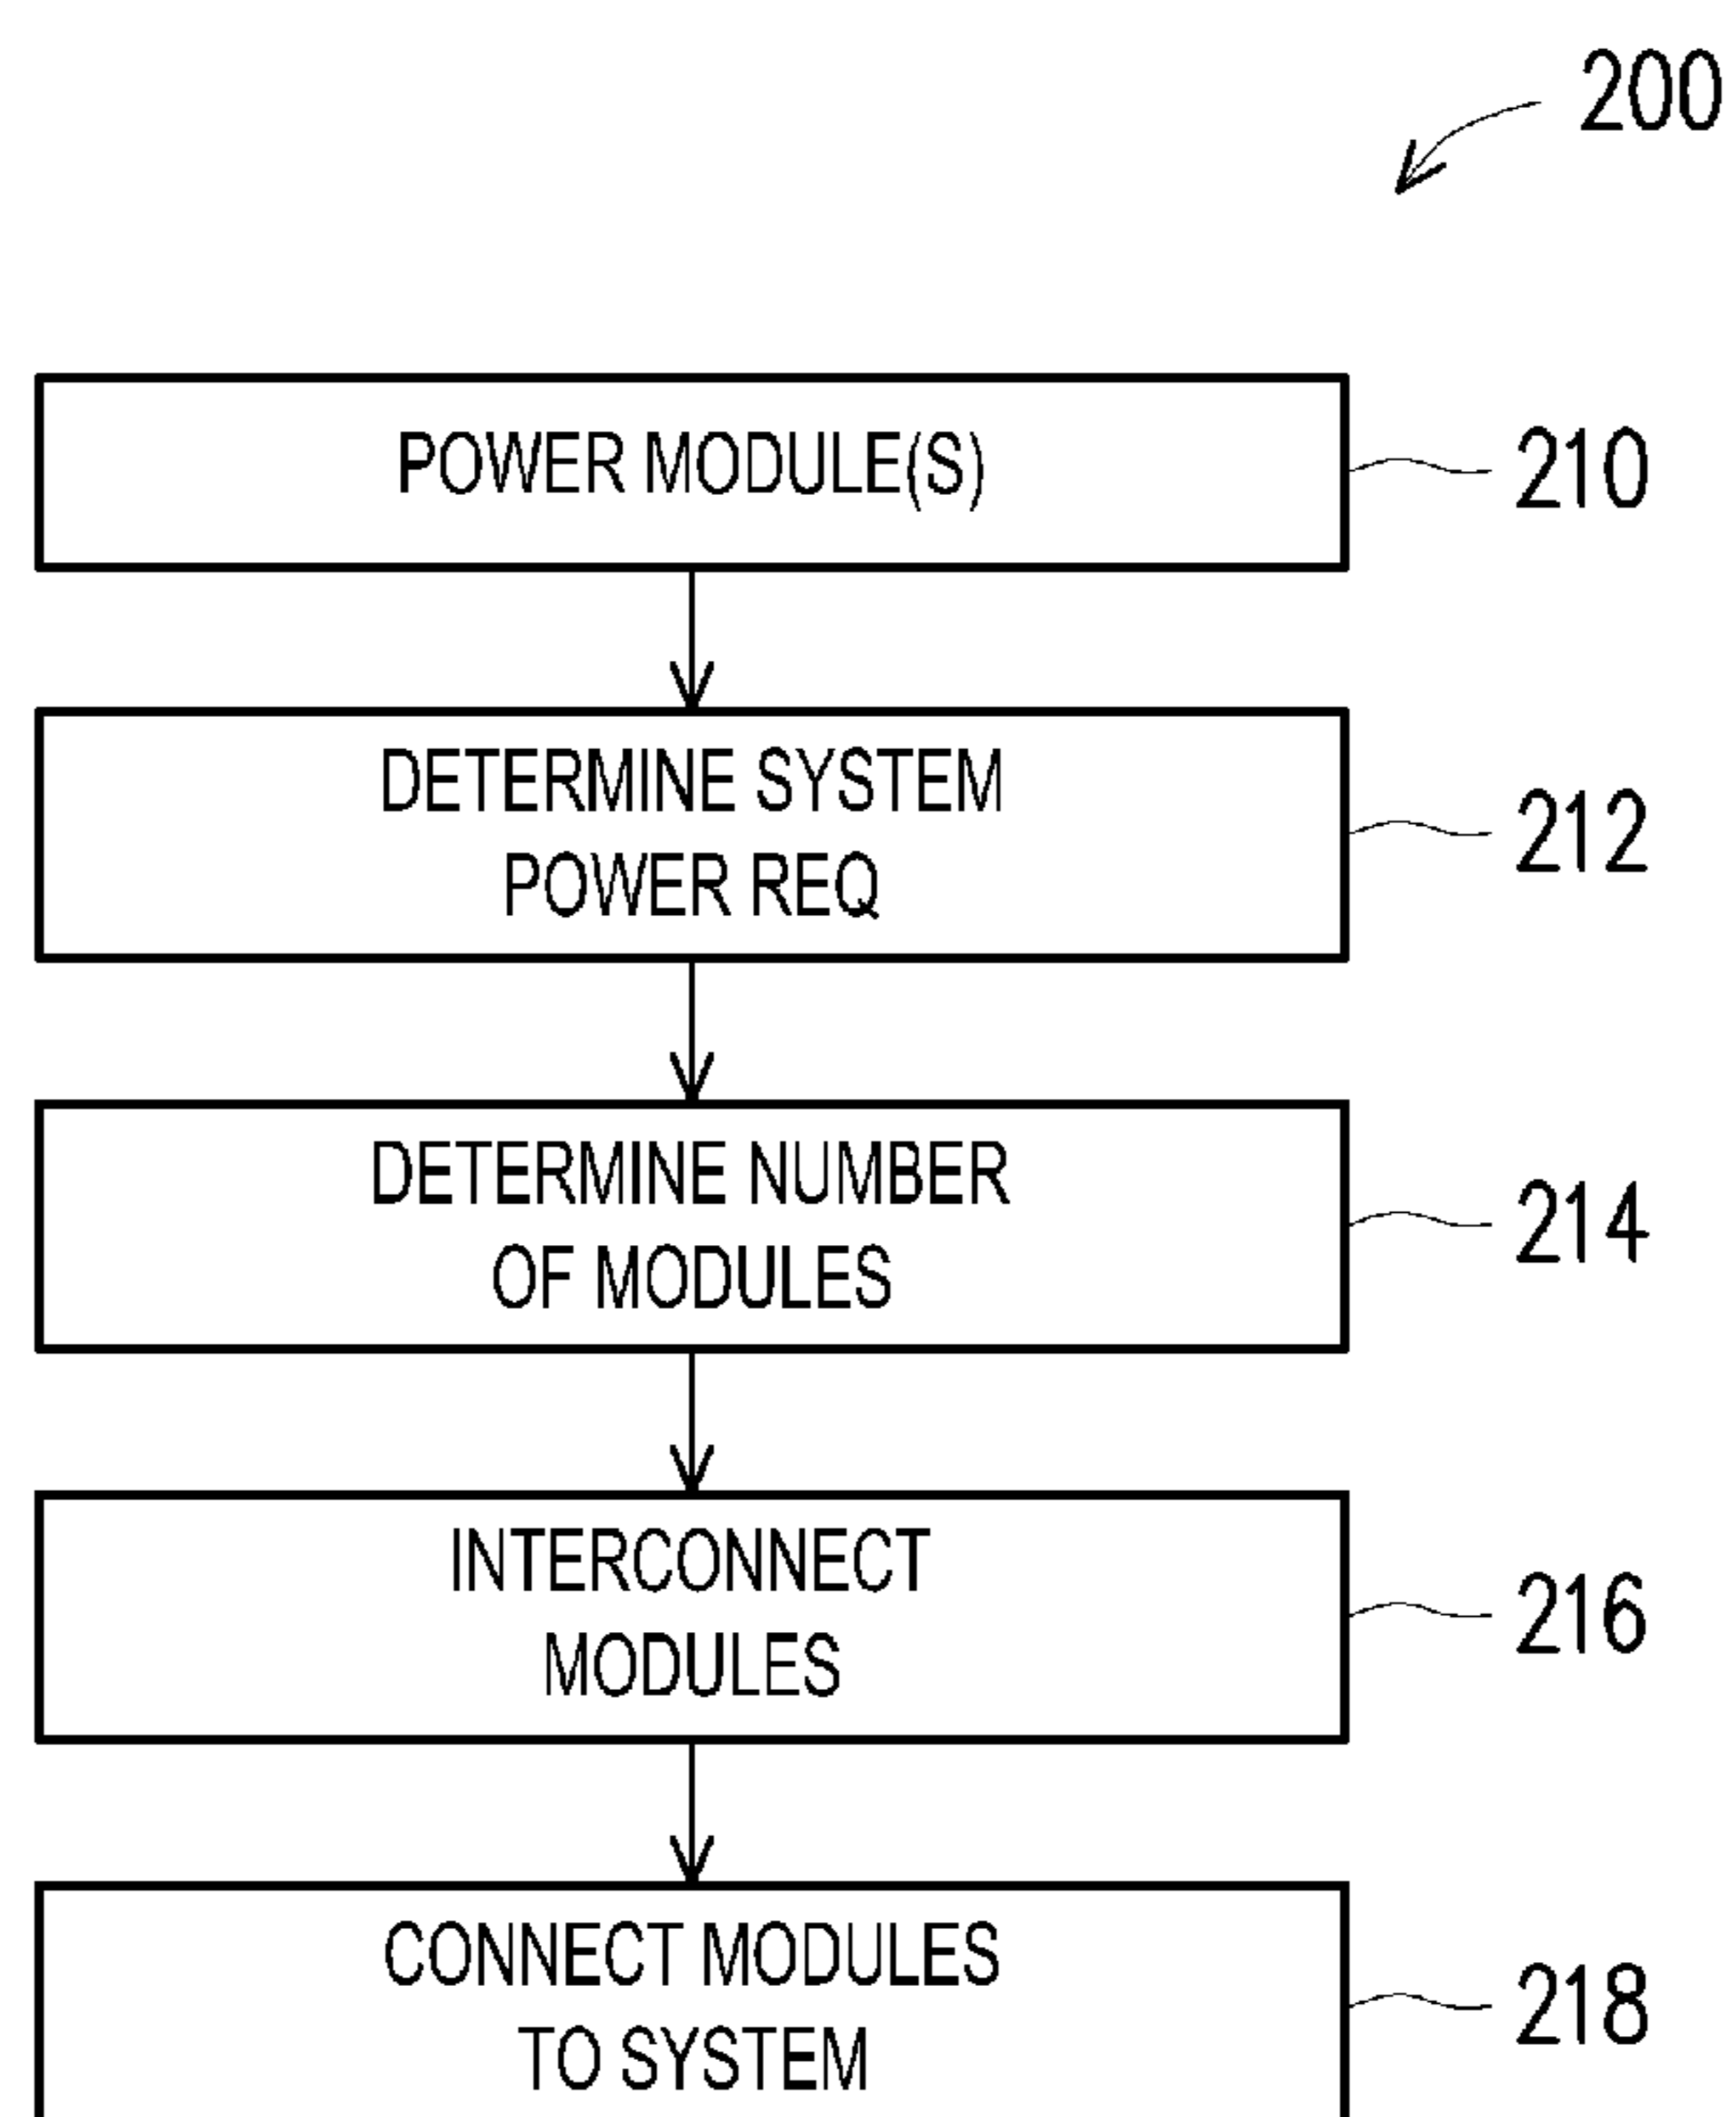 200
POWER MODULE(S)
210
DETERMINE SYSTEM
POWER REQ
212
DETERMINE NUMBER
OF MODULES
214
INTERCONNECT
MODULES
216
CONNECT MODULES
TO SYSTEM
218